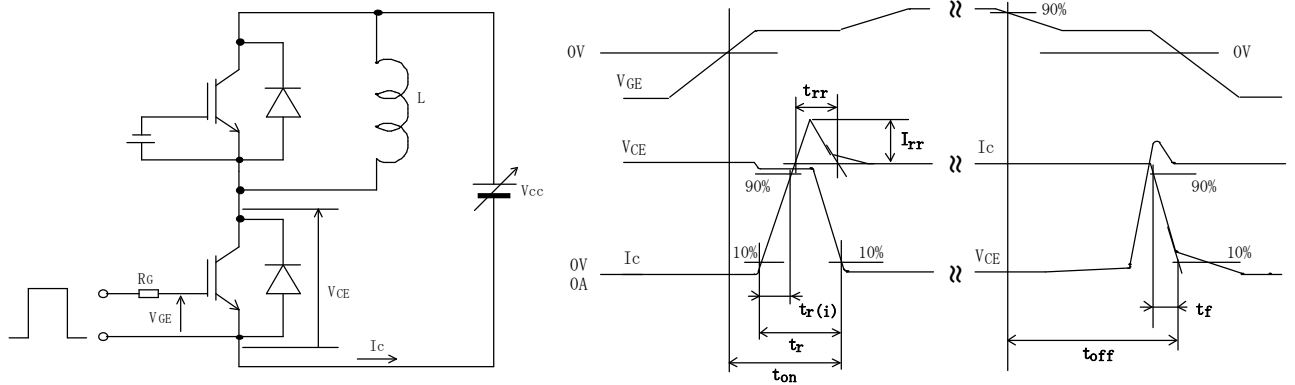 L
Vcc
RG
VGE
VCE
Ic
0V
VGE
trr
Irr
VCE
90%
Ic
10%
10%
0V
0A
tr(i)
tr
ton
90%
0V
Ic
90%
VCE
10%
tf
toff